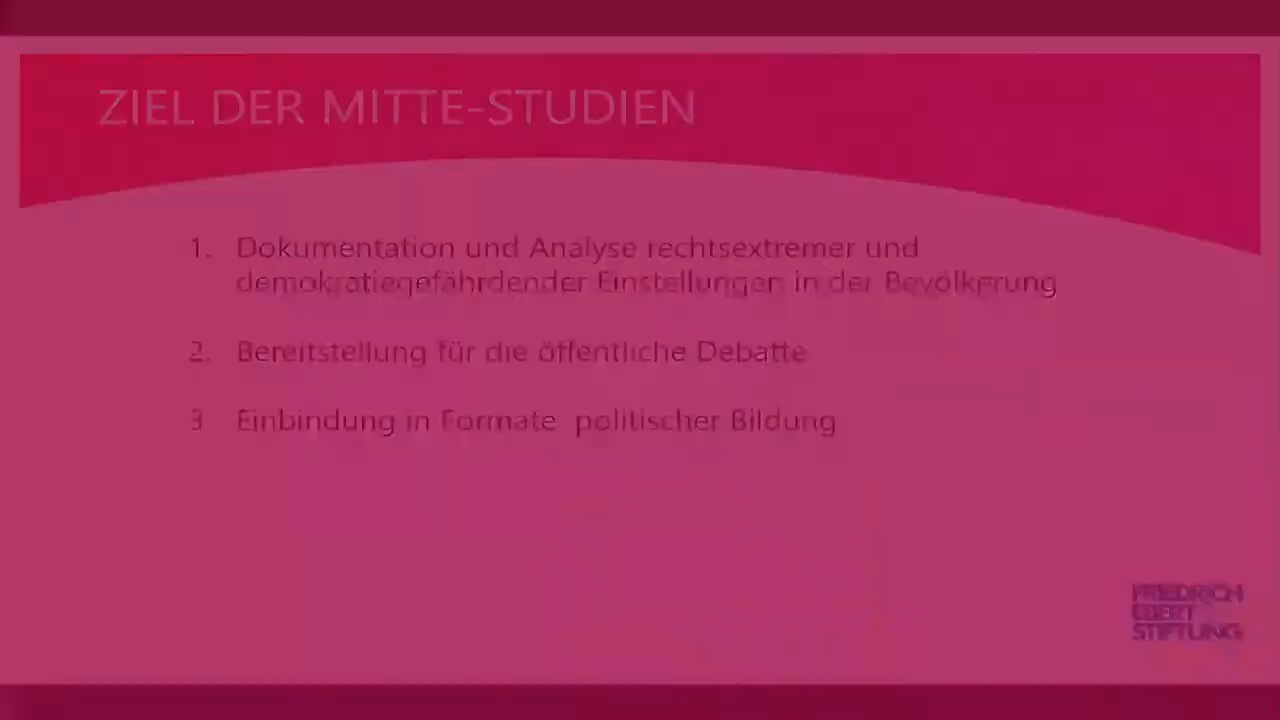 ZIEL DER MITTE-STUDIEN
1. Dokumentation und Analyse rechtsextremer und
demokratiegefährdender Einstellungen in der Bevölkerung
2. Bereitstellung für die öffentliche Debatte
3 Einbindung in Formate politischer Bildung
FRIEDRICH
EBERT
STIFTUNG